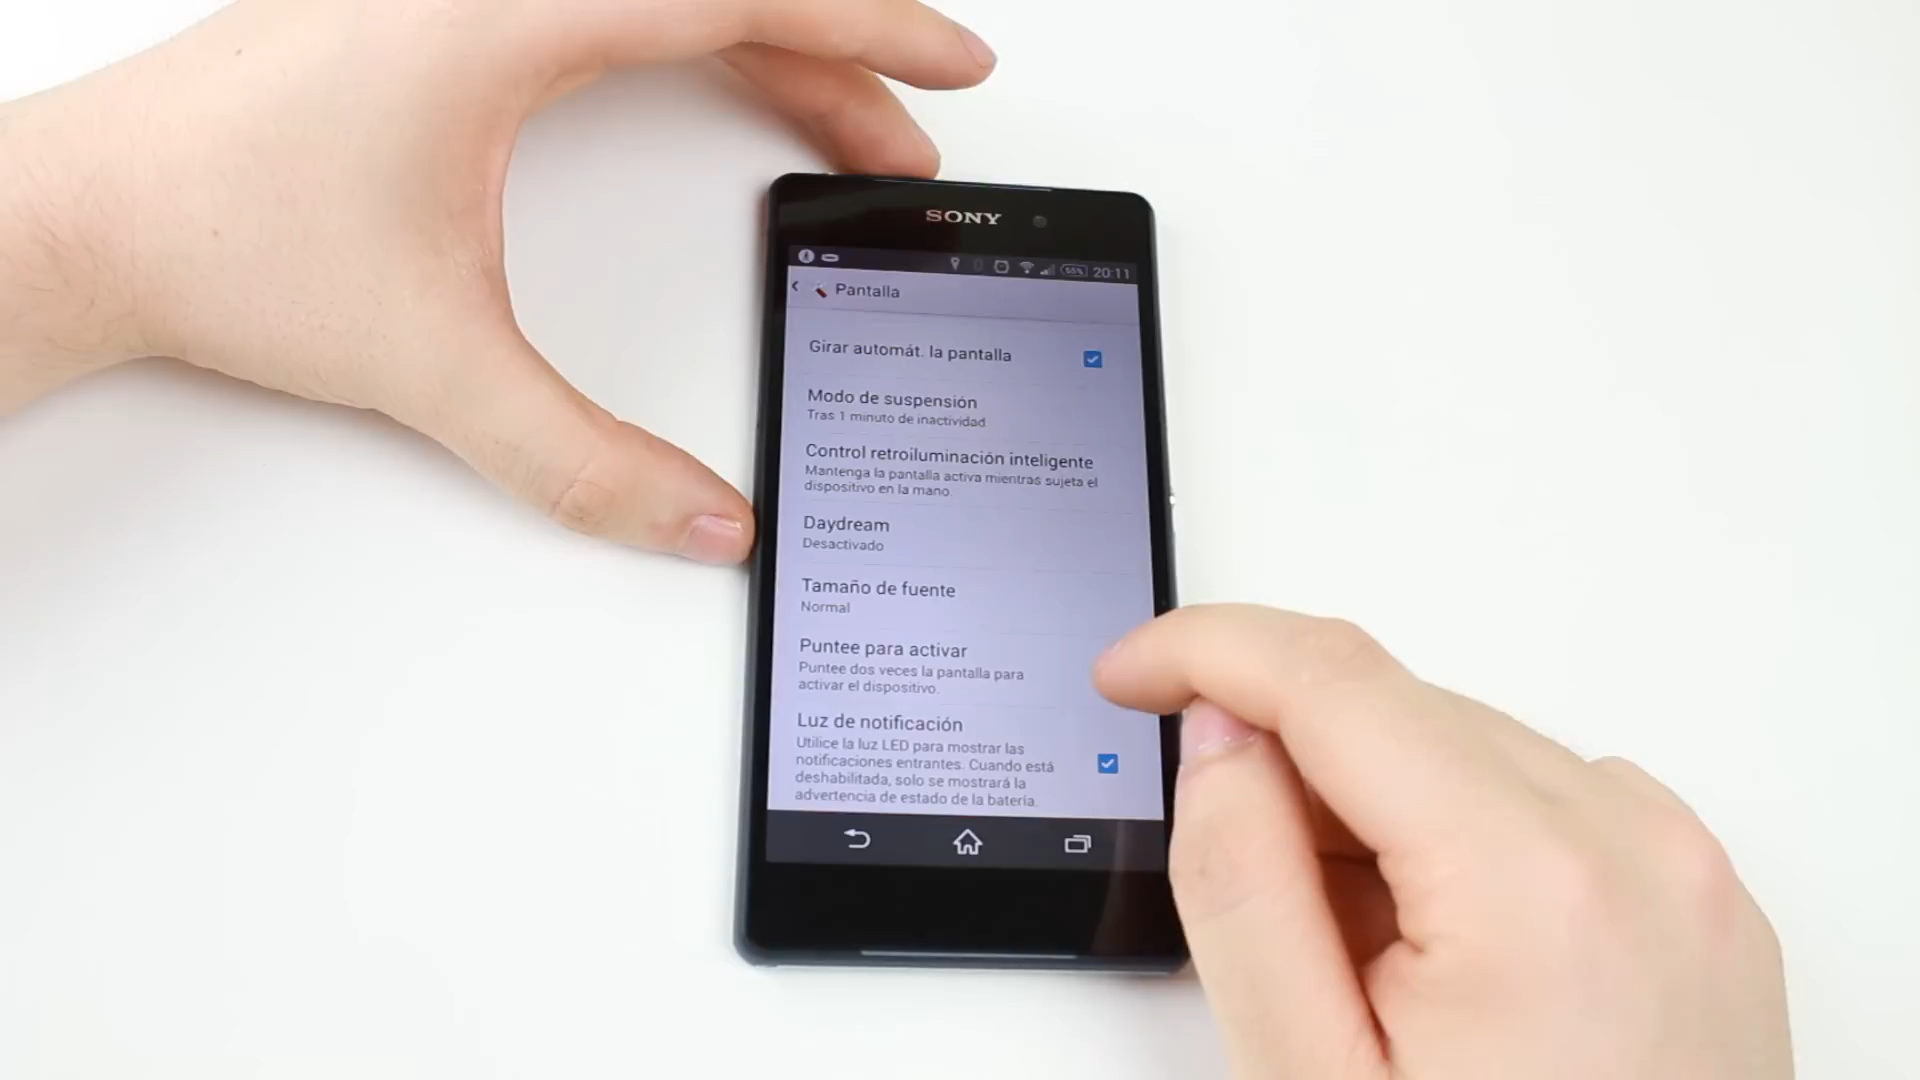 SONY
55% 20:11
Pantalla
Girar automát. la pantalla
Modo de suspensión
Tras 1 minuto de inactividad
Control retroiluminación inteligente
Mantenga la pantalla activa mientras sujeta el
dispositivo en la mano.
Daydream
Desactivado
Tamaño de fuente
Normal
Puntee para activar
Puntee dos veces la pantalla para
activar el dispositivo.
Luz de notificación
Utilice la luz LED para mostrar las
notificaciones entrantes. Cuando está
deshabilitada, solo se mostrará la
advertencia de estado de la batería.